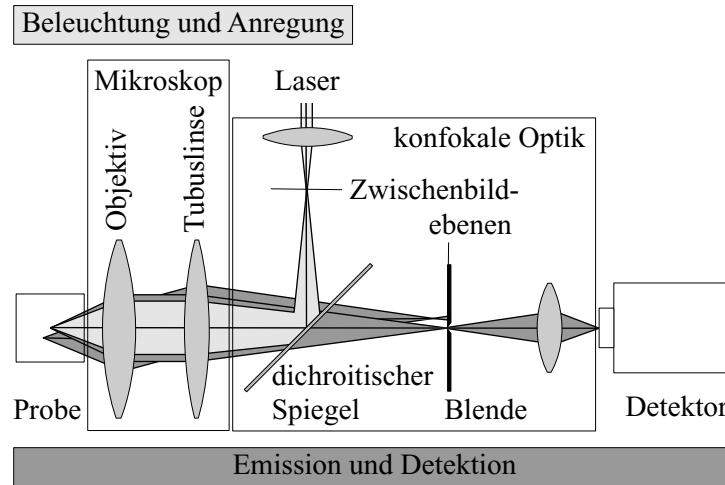 Beleuchtung und Anregung
Mikroskop
Laser
konfokale Optik
Objektiv
Tubuslinse
Zwischenbild-
ebenen
dichroitischer
Spiegel
Probe
Blende
Detektor
Emission und Detektion